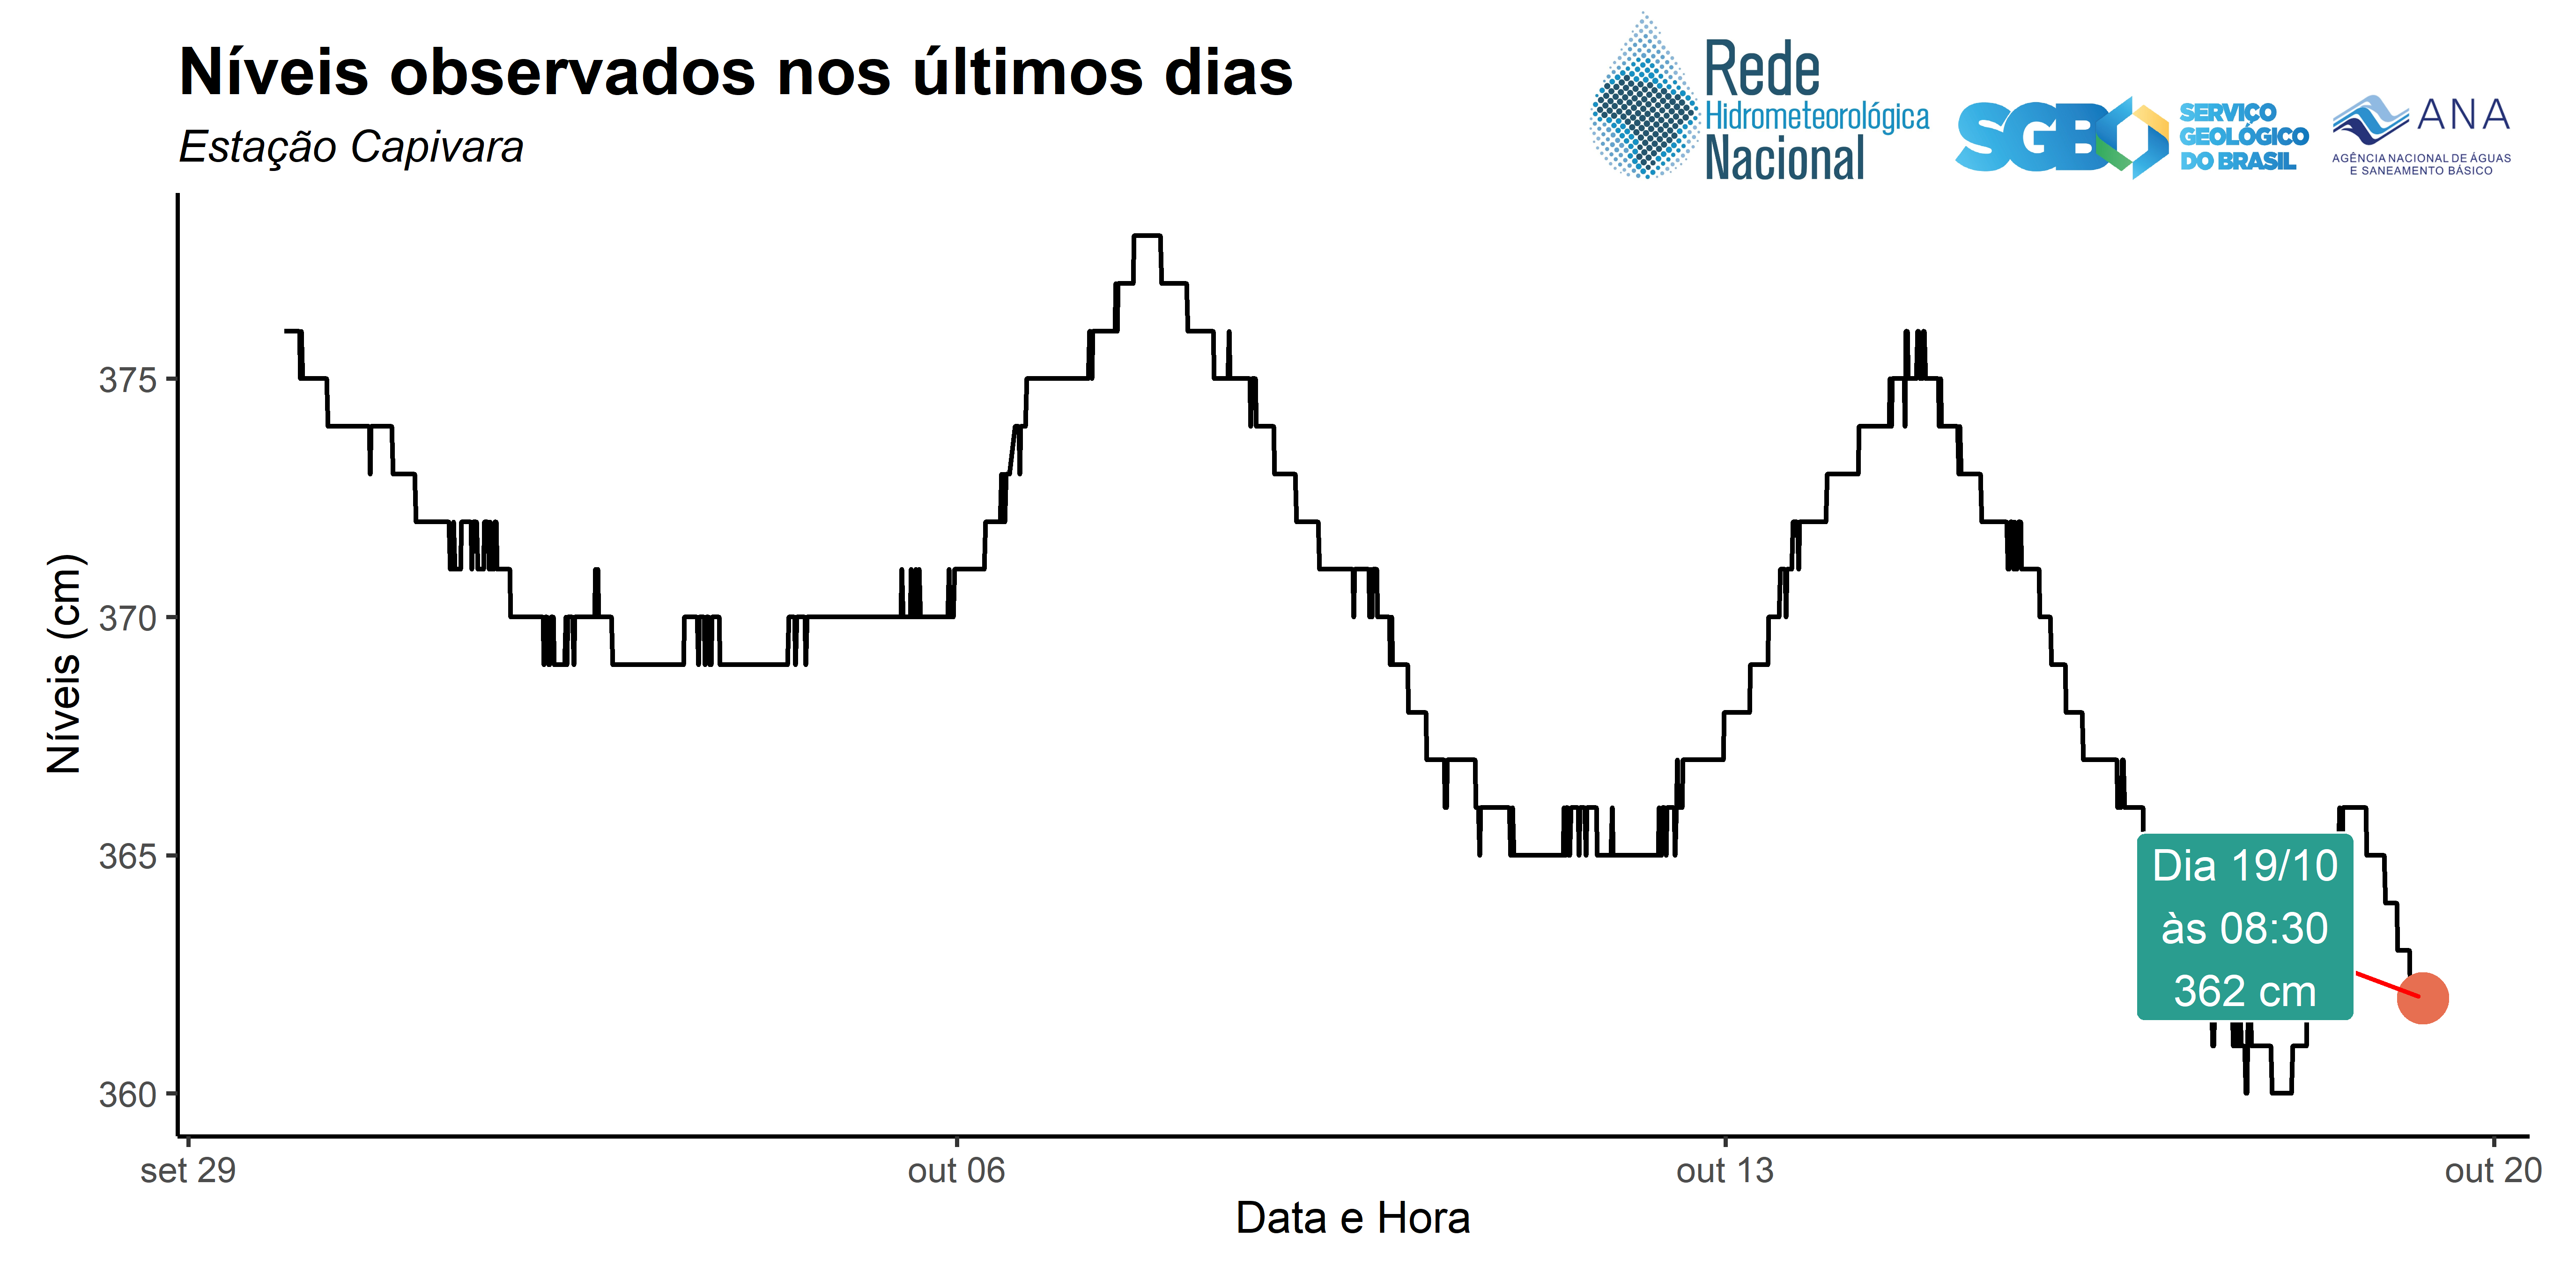 Níveis observados nos últimos dias
Estação Capivara
Rede
Hidrometeorológica
Nacional
SGB
SERVIÇO
GEOLÓGICO
DO BRASIL
ANA
AGÊNCIA NACIONAL DE ÁGUAS
E SANEAMENTO BÁSICO
Níveis (cm)
375
370
365
360
Dia 19/10
às 08:30
362 cm
set 29
out 06
out 13
out 20
Data e Hora